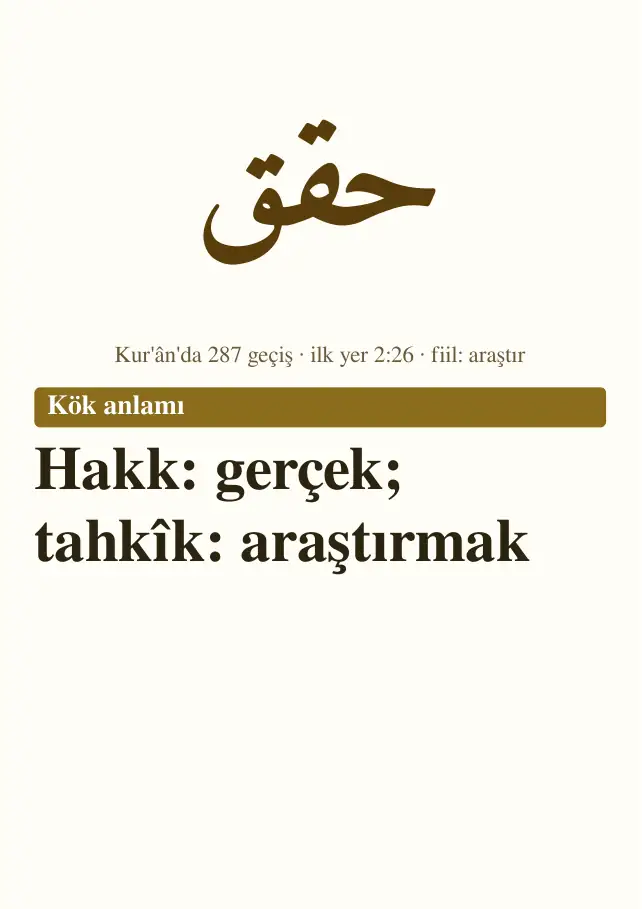 حقق
Kur'ân'da 287 geçiş · ilk yer 2:26 · fiil: araştır
Kök anlamı
Hakk: gerçek;
tahkîk: araştırmak